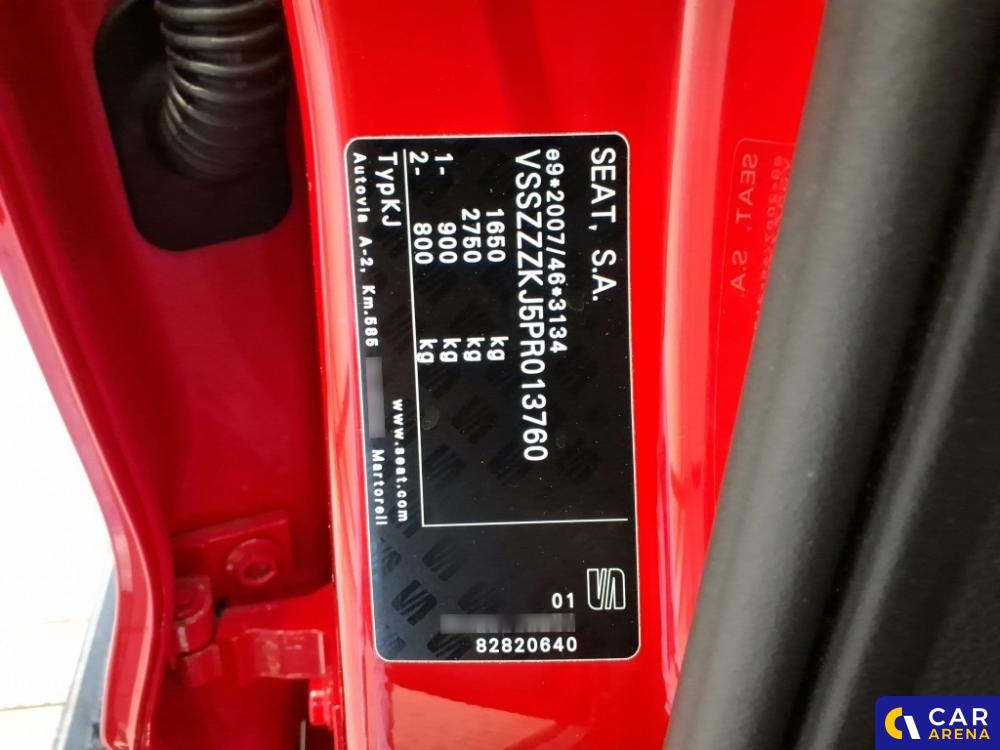 SEAT, S.A.
e9*2007/46*3134
VSSZZZKJ5PR013760
1650 kg
2750 kg
1- 900 kg
2- 800 kg
TypKJ
www.seat.com
Autovia A-2, Km.585 Martorell
01
82820640
SEAT, S.A.
CAR
ARENA